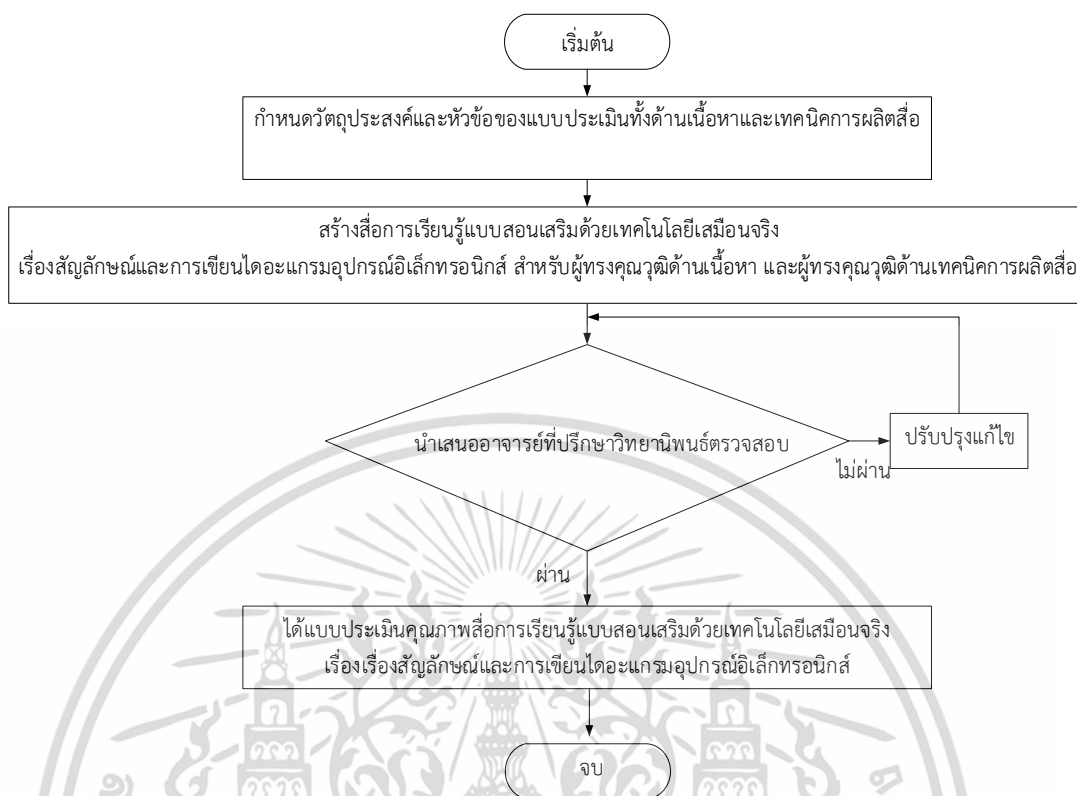 เริ่มต้น
กำหนดวัตถุประสงค์และหัวข้อของแบบประเมินทั้งด้านเนื้อหาและเทคนิคการผลิตสื่อ
สร้างสื่อการเรียนรู้แบบสอนเสริมด้วยเทคโนโลยีเสมือนจริง
เรื่องสัญลักษณ์และการเขียนไดอะแกรมอุปกรณ์อิเล็กทรอนิกส์ สำหรับผู้ทรงคุณวุฒิด้านเนื้อหา และผู้ทรงคุณวุฒิด้านเทคนิคการผลิตสื่อ
นำเสนออาจารย์ที่ปรึกษาวิทยานิพนธ์ตรวจสอบ
ปรับปรุงแก้ไข
ไม่ผ่าน
ผ่าน
ได้แบบประเมินคุณภาพสื่อการเรียนรู้แบบสอนเสริมด้วยเทคโนโลยีเสมือนจริง
เรื่องเรื่องสัญลักษณ์และการเขียนไดอะแกรมอุปกรณ์อิเล็กทรอนิกส์
จบ